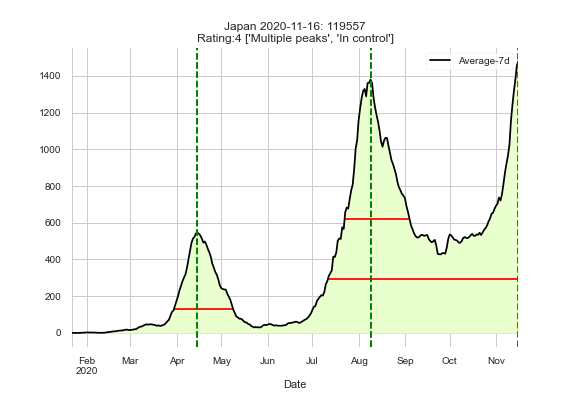 Japan 2020-11-16: 119557
Rating:4 ['Multiple peaks', 'In control']
Average-7d
1400
1200
1000
800
600
400
200
0
Feb Mar Apr May Jun Jul Aug Sep Oct Nov
2020
Date